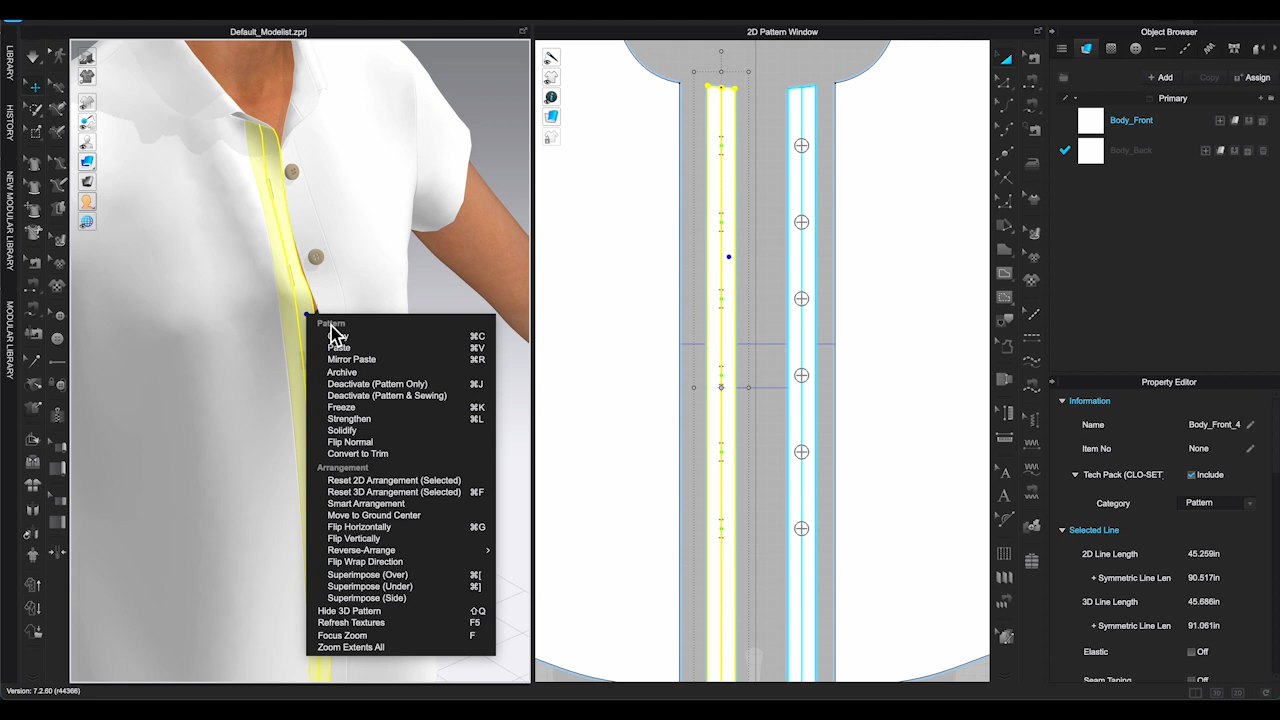 Default_Modelist.zprj
2D Pattern Window
Object Browser
LIBRARY
HISTORY
NEW MODULAR LIBRARY
MODULAR LIBRARY
Add
Copy
Assign
Primary
Body_Front
Body_Back
Pattern
⌘C
Paste ⌘V
Mirror Paste ⌘R
Archive
Deactivate (Pattern Only) ⌘J
Deactivate (Pattern & Sewing)
Freeze ⌘K
Strengthen ⌘L
Solidify
Flip Normal
Convert to Trim
Arrangement
Reset 2D Arrangement (Selected)
Reset 3D Arrangement (Selected) ⌘F
Smart Arrangement
Move to Ground Center
Flip Horizontally ⌘G
Flip Vertically
Reverse-Arrange
Flip Wrap Direction
Superimpose (Over) ⌘[
Superimpose (Under) ⌘]
Superimpose (Side)
Hide 3D Pattern ⇧Q
Refresh Textures F5
Focus Zoom F
Zoom Extents All
Property Editor
Information
Name Body_Front_4
Item No None
Tech Pack (CLO-SET) Include
Category Pattern
Selected Line
2D Line Length 45.259in
+ Symmetric Line Len 90.517in
3D Line Length 45.686in
+ Symmetric Line Len 91.061in
Elastic Off
Seam Taping Off
Version: 7.2.60 (r44366)
3D
2D